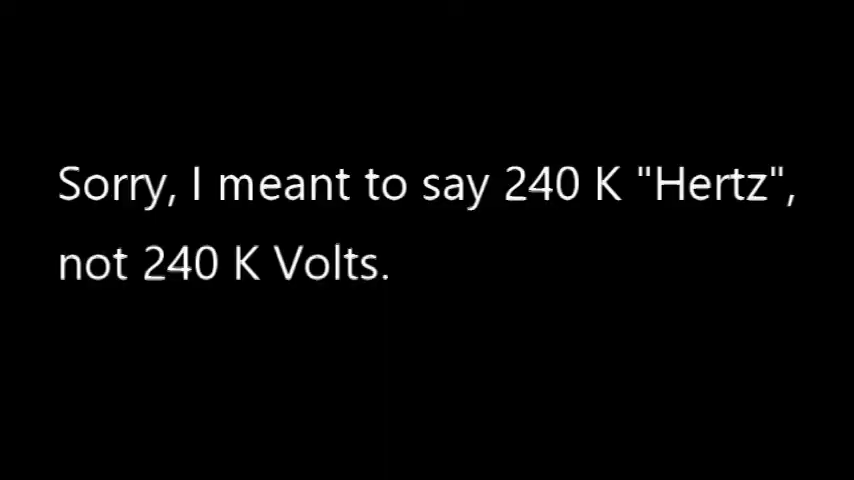 Sorry, I meant to say 240 K "Hertz",
not 240 K Volts.